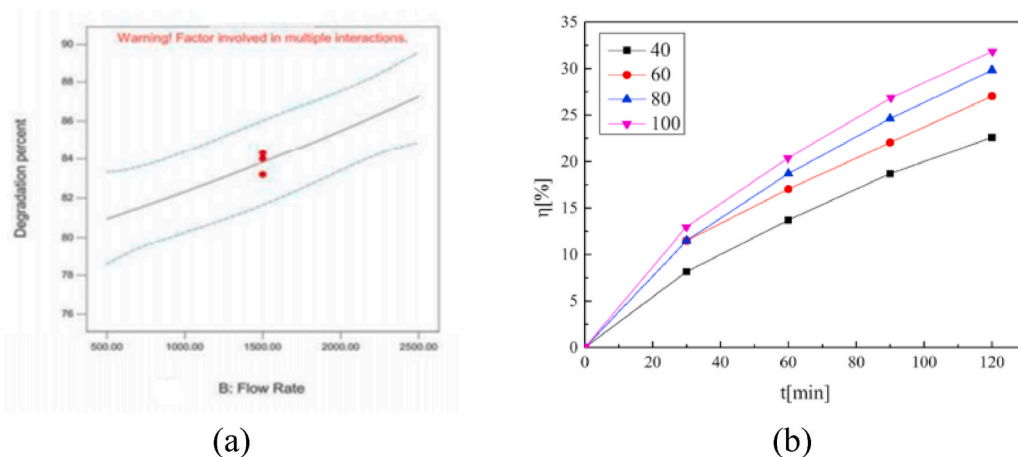 Warning! Factor involved in multiple interactions.
Degradation percent
90
88
86
84
82
80
78
76
500.00 1000.00 1500.00 2000.00 2500.00
B: Flow Rate
(a)
η[%]
35
30
25
20
15
10
5
0
40
60
80
100
0 20 40 60 80 100 120
t[min]
(b)